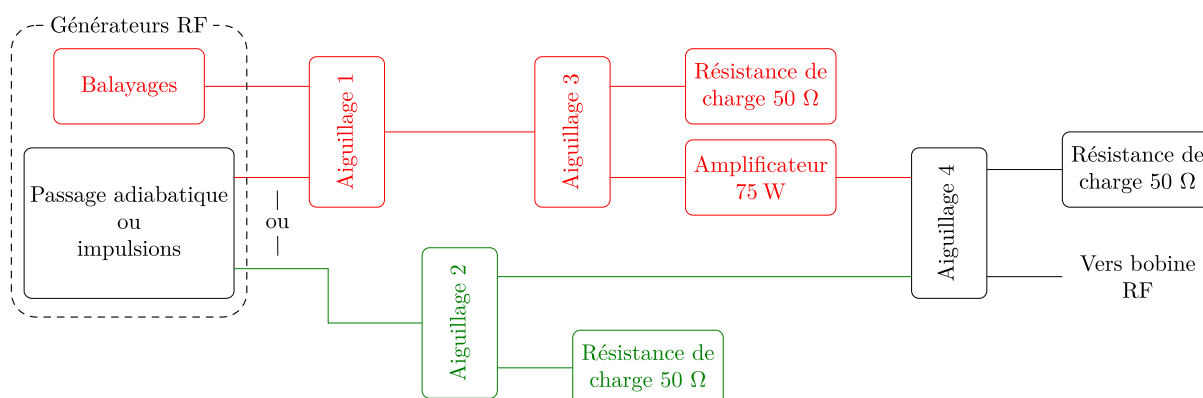 Générateurs RF
Balayages
Passage adiabatique
ou
impulsions
ou
Aiguillage 1
Aiguillage 2
Aiguillage 3
Résistance de
charge 50 Ω
Amplificateur
75 W
Aiguillage 4
Résistance de
charge 50 Ω
Vers bobine
RF
Résistance de
charge 50 Ω